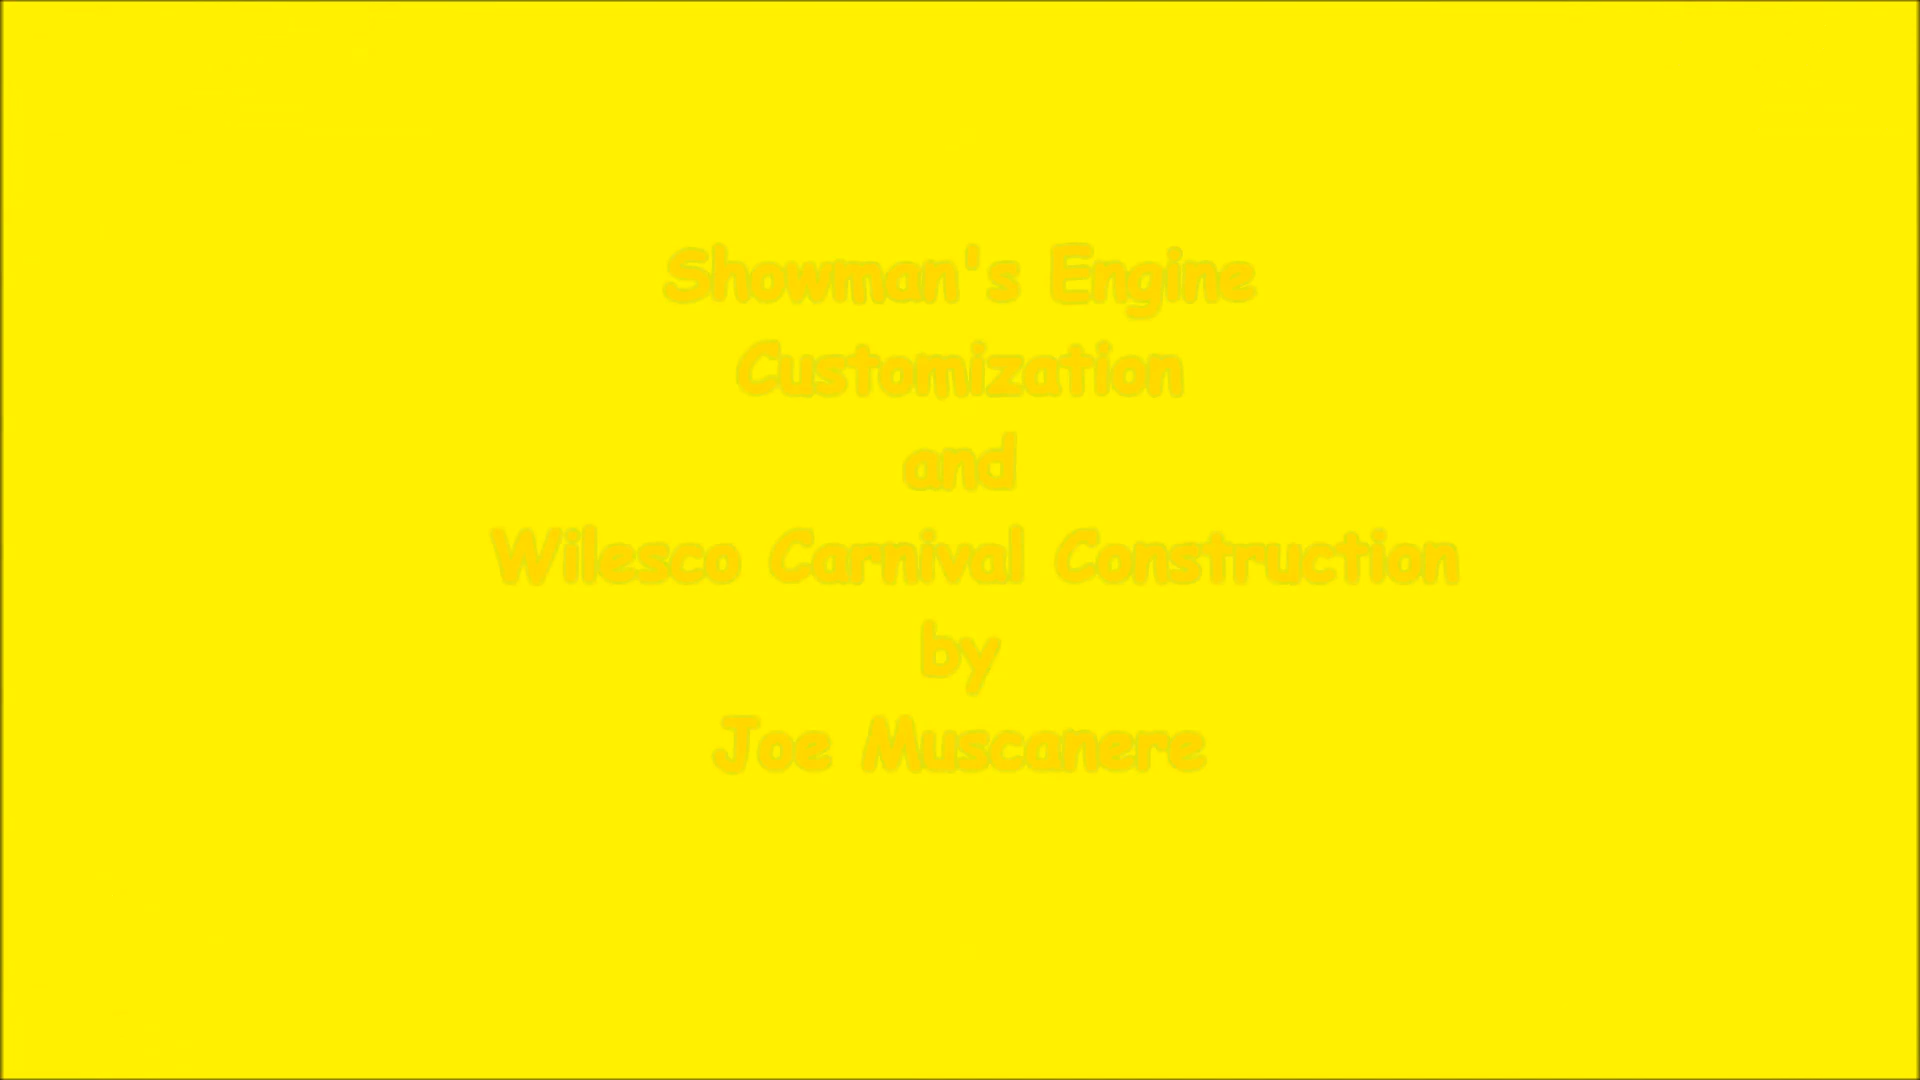 Showman's Engine
Customization
and
Wilesco Carnival Construction
by
Joe Muscanere